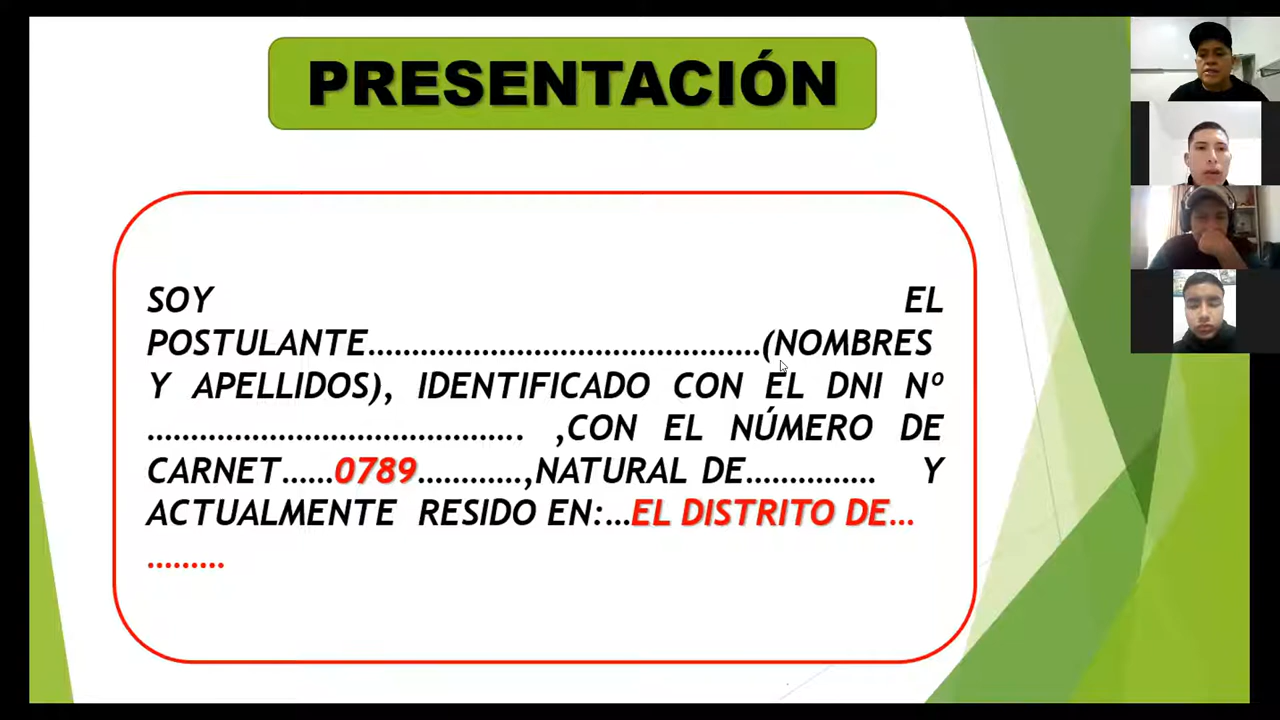 PRESENTACIÓN
SOY EL
POSTULANTE............................................(NOMBRES
Y APELLIDOS), IDENTIFICADO CON EL DNI Nº
.......................................... ,CON EL NÚMERO DE
CARNET......0789............,NATURAL DE............... Y
ACTUALMENTE RESIDO EN:...EL DISTRITO DE...
.........